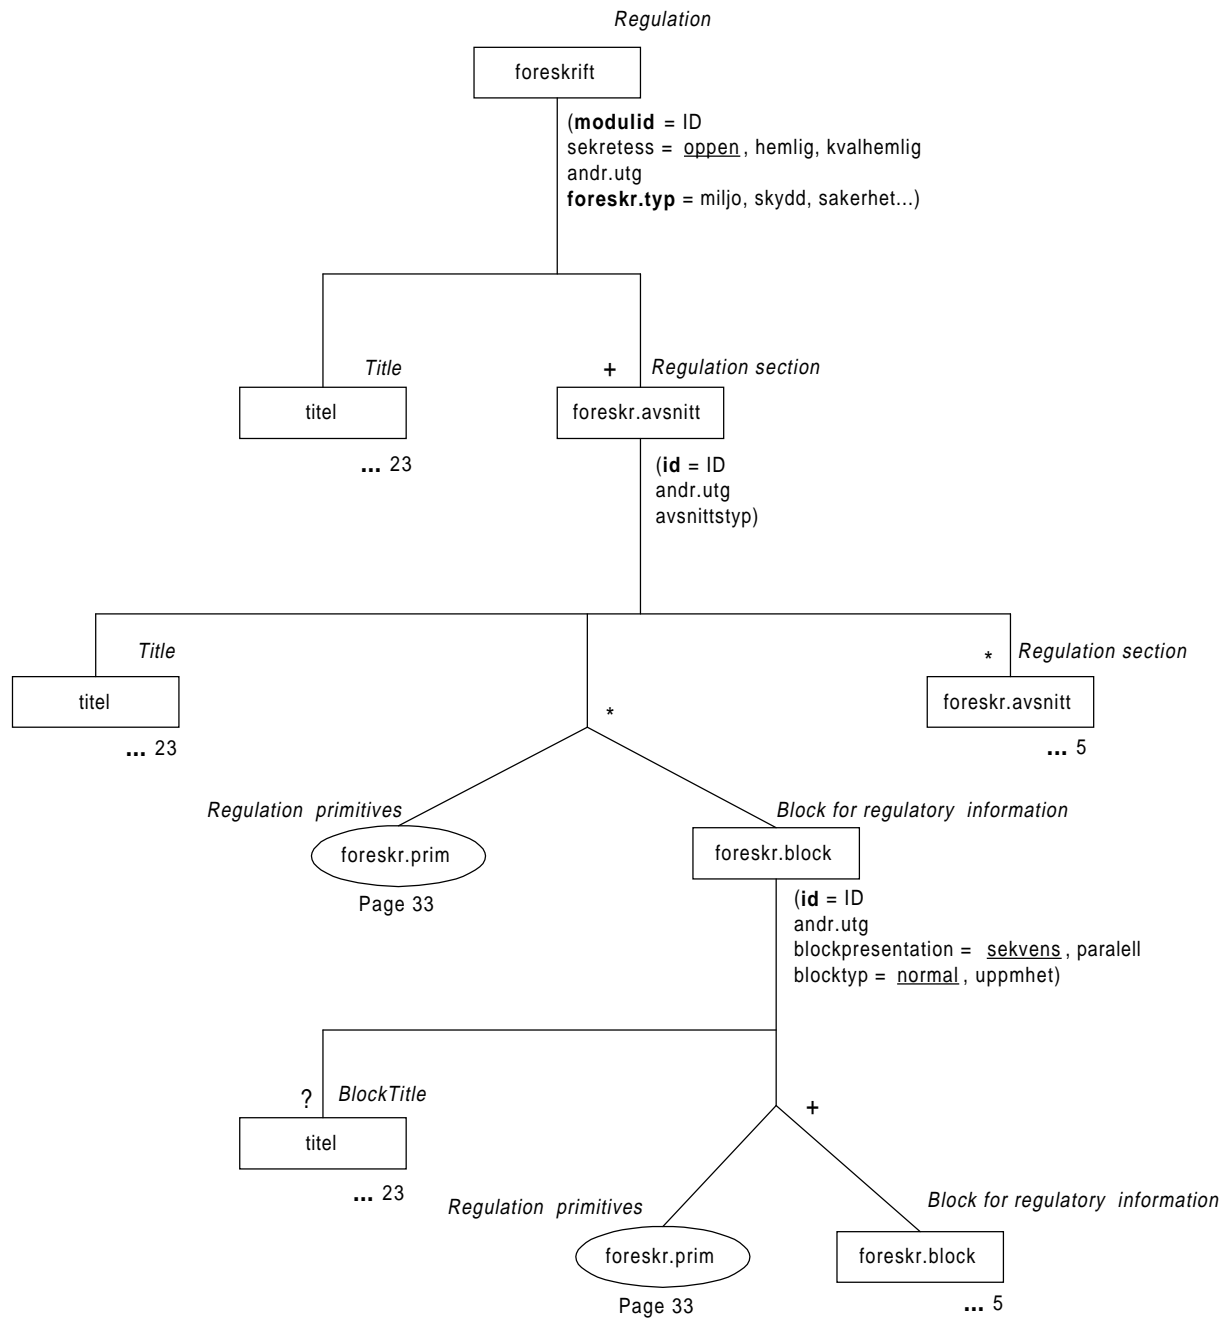 Regulation
foreskrift
(modulid = ID
sekretess = oppen, hemlig, kvalhemlig
andr.utg
foreskr.typ = miljo, skydd, sakerhet...)
Title
+ Regulation section
titel
foreskr.avsnitt
... 23
(id = ID
andr.utg
avsnittstyp)
Title
* Regulation section
titel
foreskr.avsnitt
*
... 23
... 5
Regulation primitives
Block for regulatory information
foreskr.prim
foreskr.block
Page 33
(id = ID
andr.utg
blockpresentation = sekvens, paralell
blocktyp = normal, uppmhet)
? BlockTitle
+
titel
... 23
Regulation primitives
Block for regulatory information
foreskr.prim
foreskr.block
Page 33
... 5